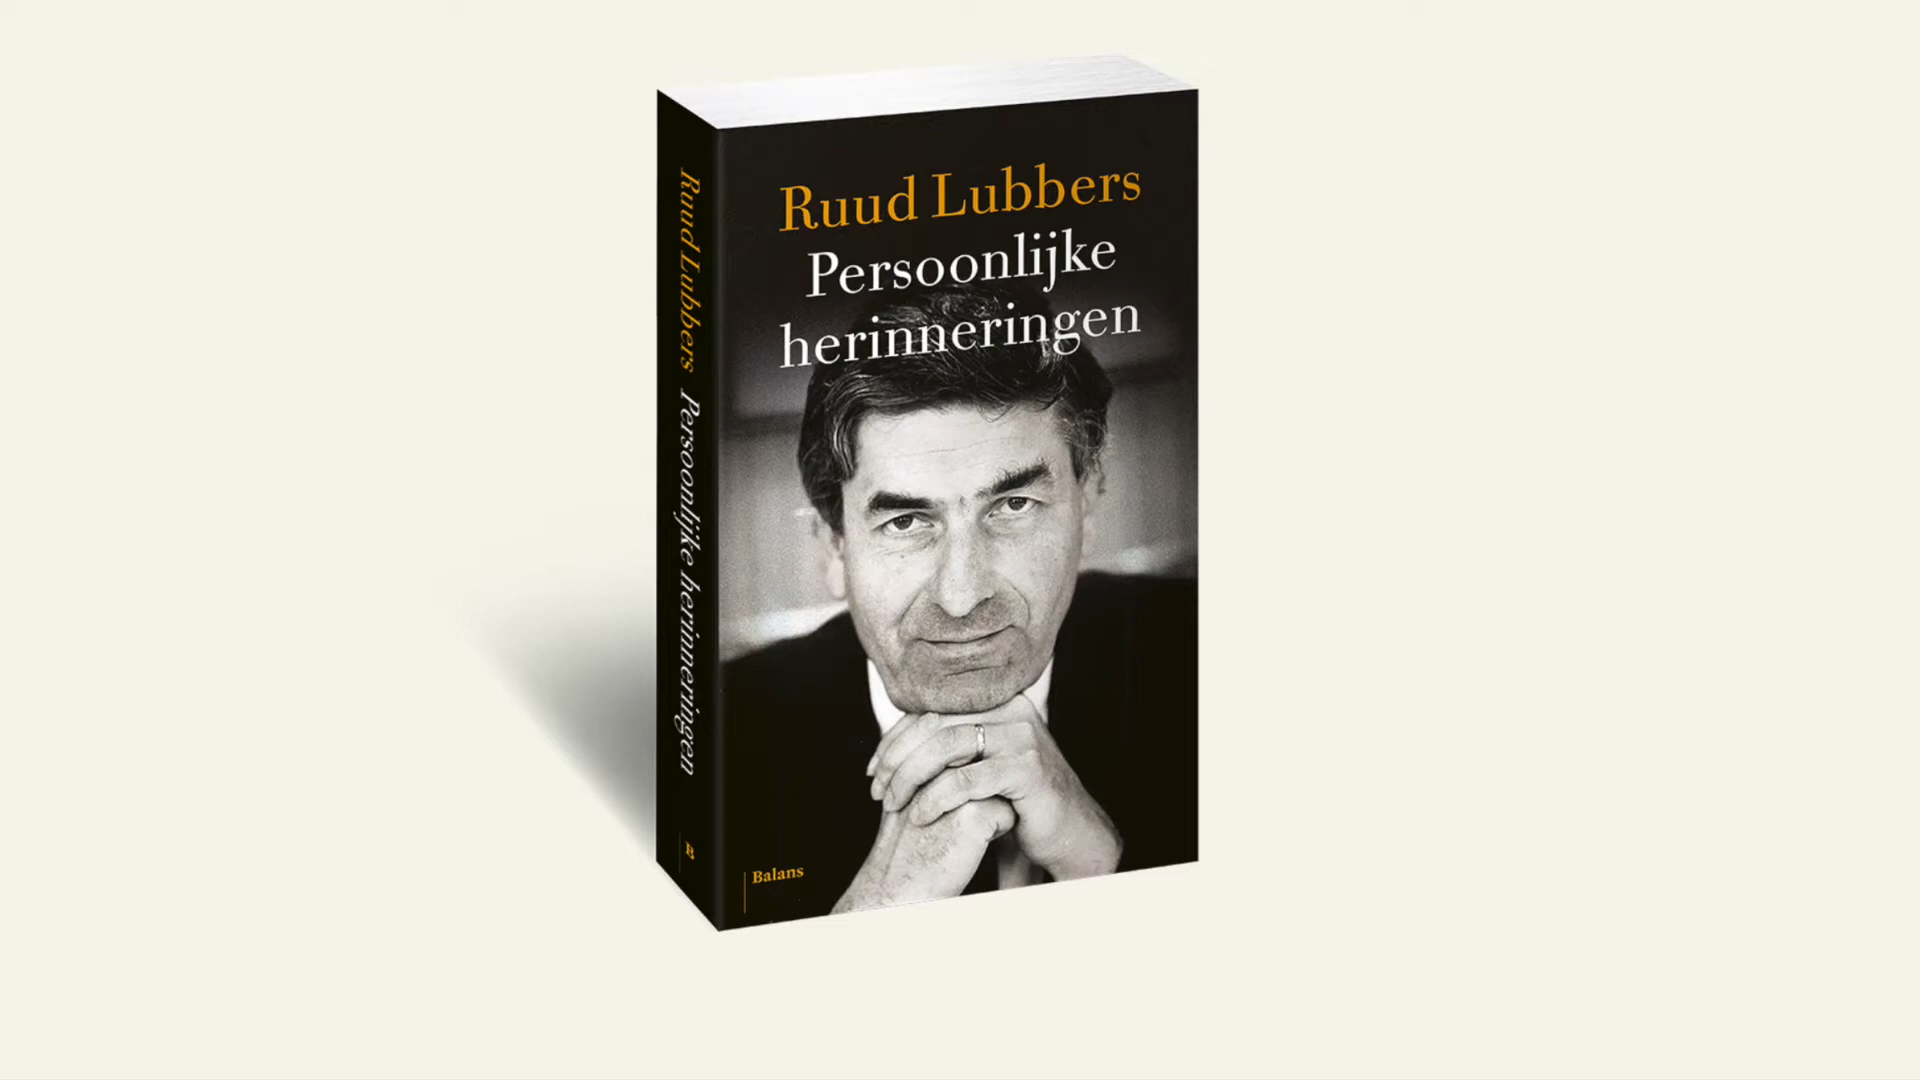 Ruud Lubbers
Persoonlijke
herinneringen
Balans
Ruud Lubbers Persoonlijke herinneringen
B